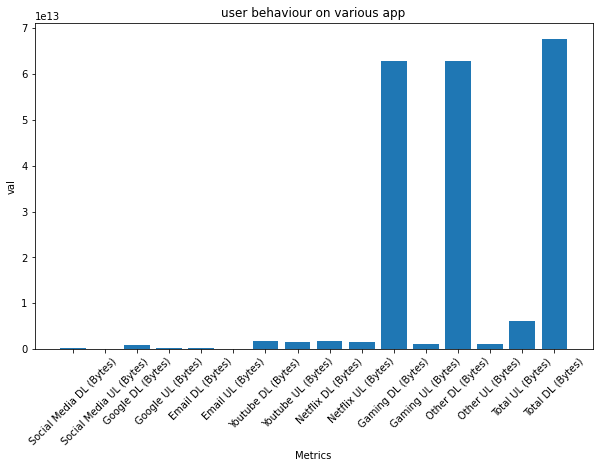 user behaviour on various app
1e13
7
6
5
4
3
2
1
0
val
Social Media DL (Bytes)
Social Media UL (Bytes)
Google DL (Bytes)
Google UL (Bytes)
Email DL (Bytes)
Email UL (Bytes)
Youtube DL (Bytes)
Youtube UL (Bytes)
Netflix DL (Bytes)
Netflix UL (Bytes)
Gaming DL (Bytes)
Gaming UL (Bytes)
Other DL (Bytes)
Other UL (Bytes)
Total UL (Bytes)
Total DL (Bytes)
Metrics